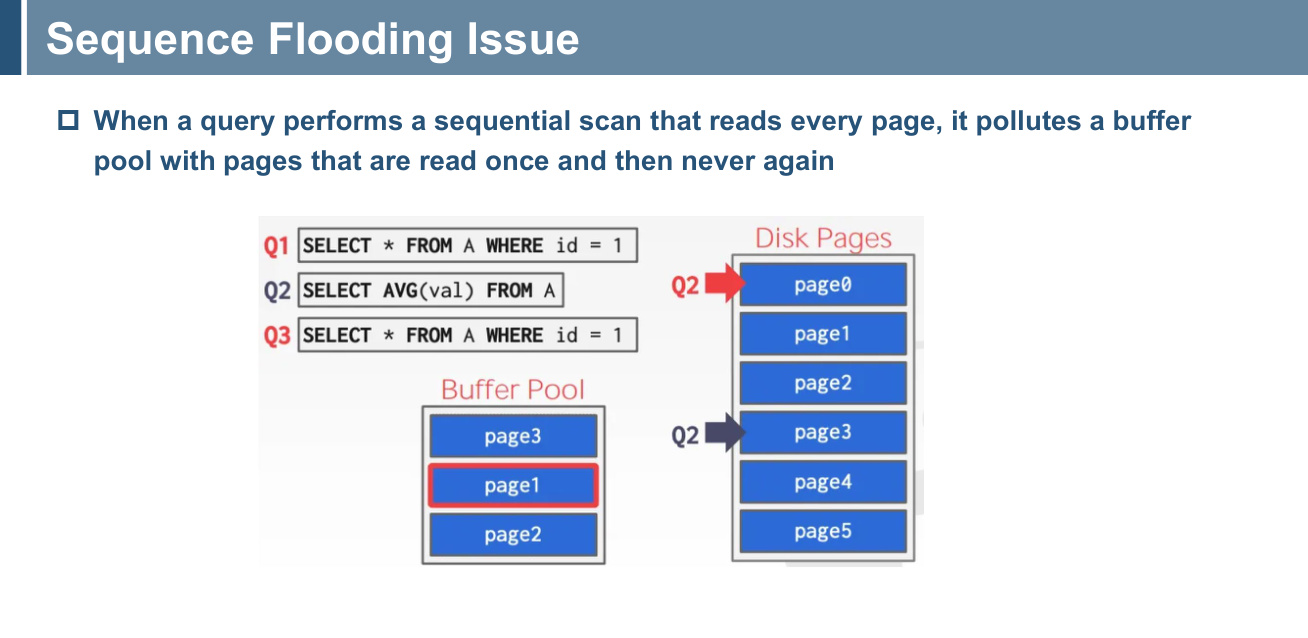 Sequence Flooding Issue
When a query performs a sequential scan that reads every page, it pollutes a buffer
pool with pages that are read once and then never again
Q1 SELECT * FROM A WHERE id = 1
Q2 SELECT AVG(val) FROM A
Q3 SELECT * FROM A WHERE id = 1
Buffer Pool
page3
page1
page2
Disk Pages
Q2 page0
page1
page2
Q2 page3
page4
page5